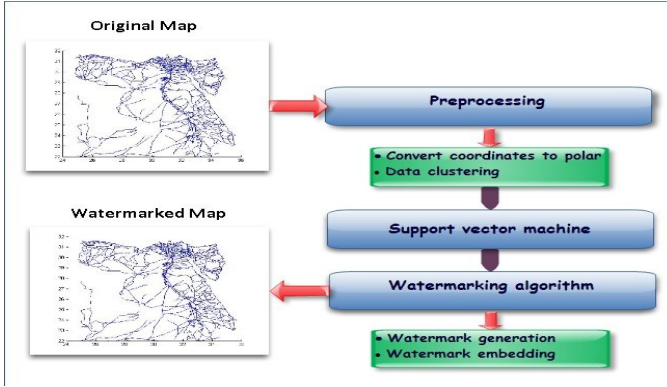 Original Map
Preprocessing
• Convert coordinates to polar
• Data clustering
Support vector machine
Watermarked Map
Watermarking algorithm
• Watermark generation
• Watermark embedding